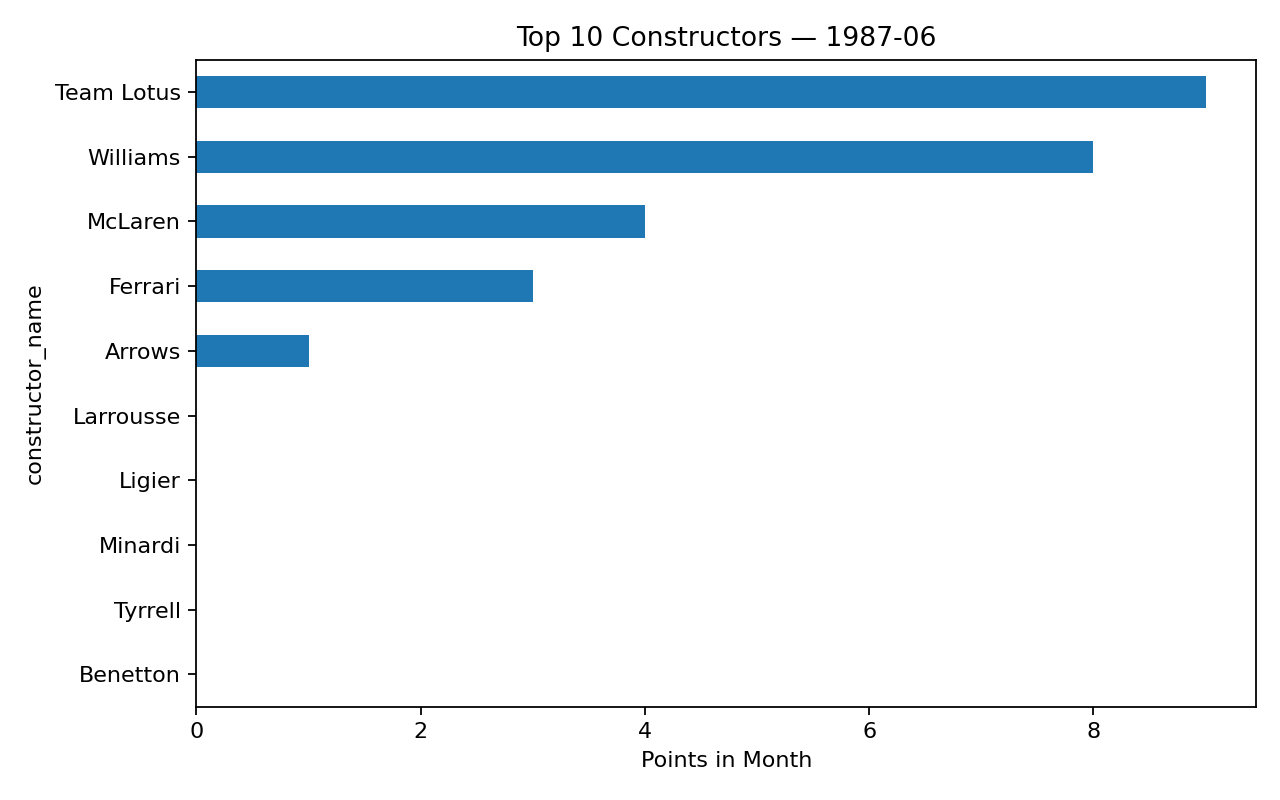 Top 10 Constructors — 1987-06
Team Lotus
Williams
McLaren
Ferrari
Arrows
Larrousse
Ligier
Minardi
Tyrrell
Benetton
constructor_name
0 2 4 6 8
Points in Month